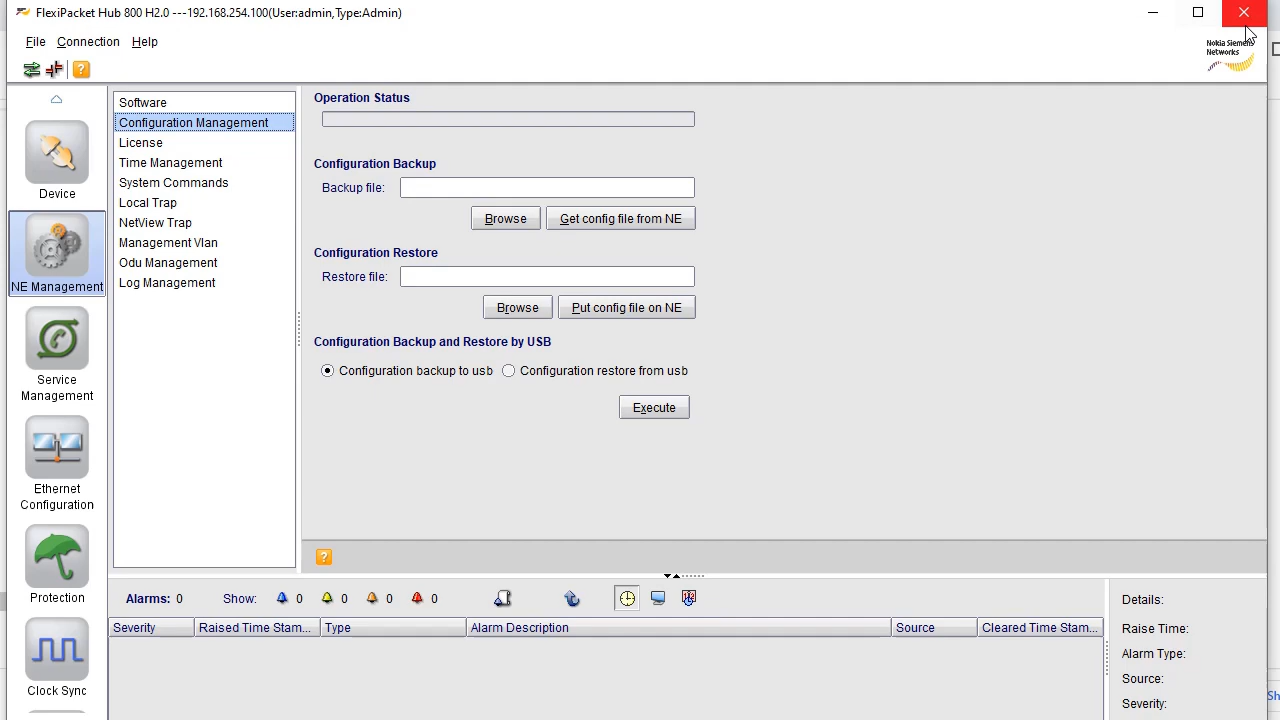 FlexiPacket Hub 800 H2.0 ---192.168.254.100(User:admin,Type:Admin)
File Connection Help
Nokia Siemens
Networks
Device
NE Management
Service
Management
Ethernet
Configuration
Protection
Clock Sync
Software
Configuration Management
License
Time Management
System Commands
Local Trap
NetView Trap
Management Vlan
Odu Management
Log Management
Operation Status
Configuration Backup
Backup file:
Browse Get config file from NE
Configuration Restore
Restore file:
Browse Put config file on NE
Configuration Backup and Restore by USB
Configuration backup to usb Configuration restore from usb
Execute
Alarms: 0 Show: 0 0 0 0
Severity Raised Time Stam... Type Alarm Description Source Cleared Time Stam...
Details:
Raise Time:
Alarm Type:
Source:
Severity:
Sh